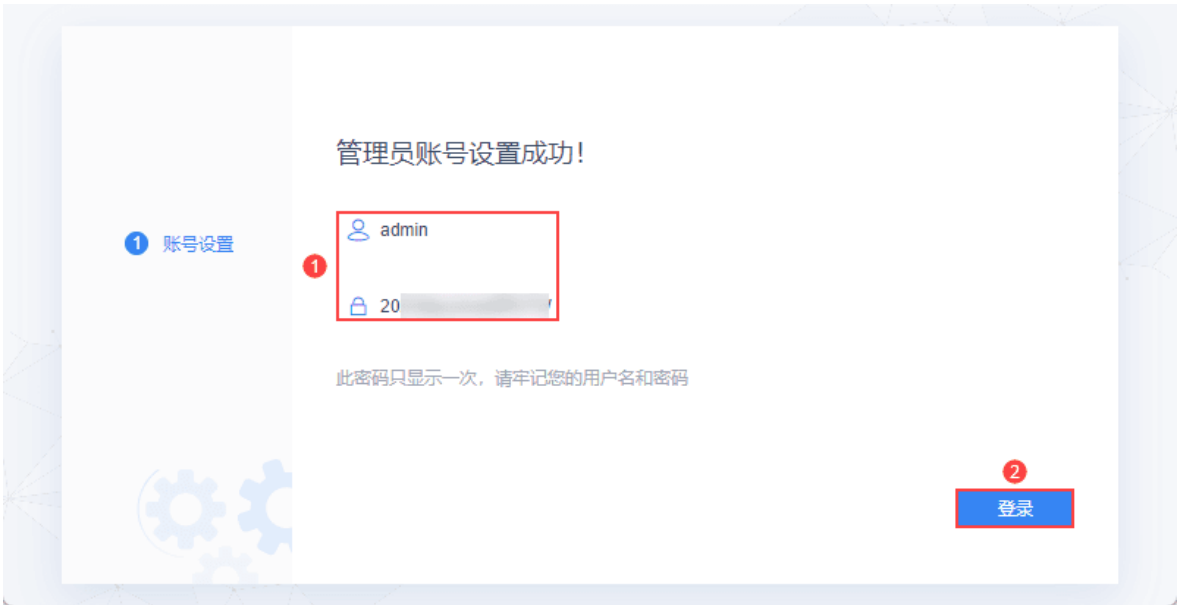 管理员账号设置成功！
admin
1 账号设置
1
20
此密码只显示一次，请牢记您的用户名和密码
2
登录